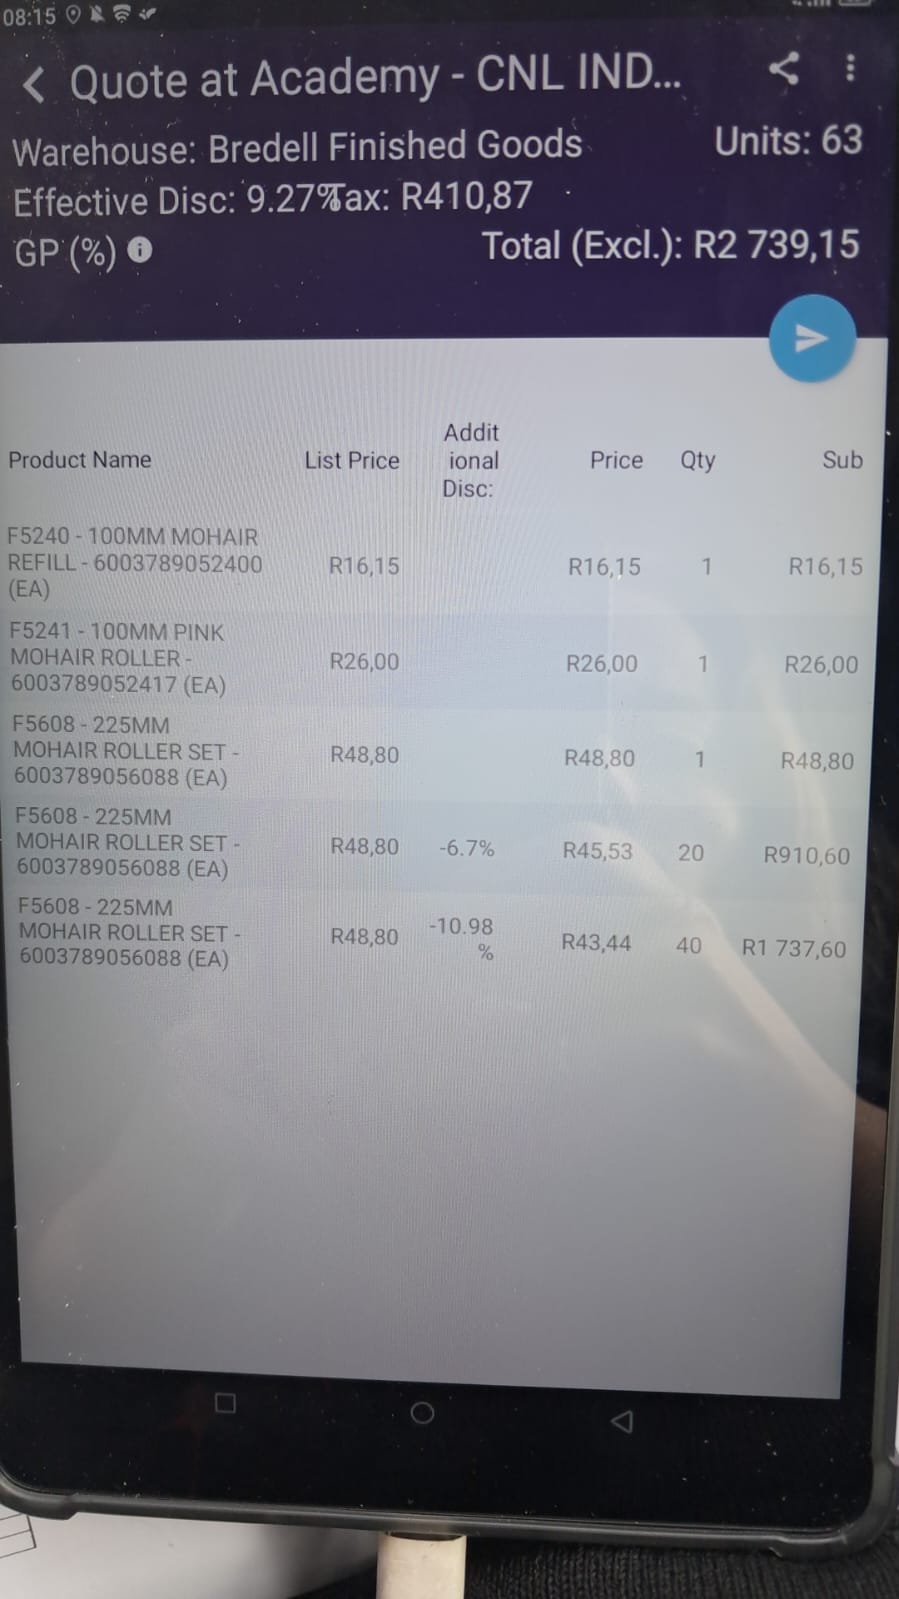 08:15
Quote at Academy - CNL IND...
Warehouse: Bredell Finished Goods Units: 63
Effective Disc: 9.27% Tax: R410,87
GP (%) Total (Excl.): R2 739,15
Product Name List Price Addit ional Disc: Price Qty Sub
F5240 - 100MM MOHAIR
REFILL - 6003789052400 R16,15 R16,15 1 R16,15
(EA)
F5241 - 100MM PINK
MOHAIR ROLLER - R26,00 R26,00 1 R26,00
6003789052417 (EA)
F5608 - 225MM
MOHAIR ROLLER SET - R48,80 R48,80 1 R48,80
6003789056088 (EA)
F5608 - 225MM
MOHAIR ROLLER SET - R48,80 -6.7% R45,53 20 R910,60
6003789056088 (EA)
F5608 - 225MM
MOHAIR ROLLER SET - R48,80 -10.98 % R43,44 40 R1 737,60
6003789056088 (EA)